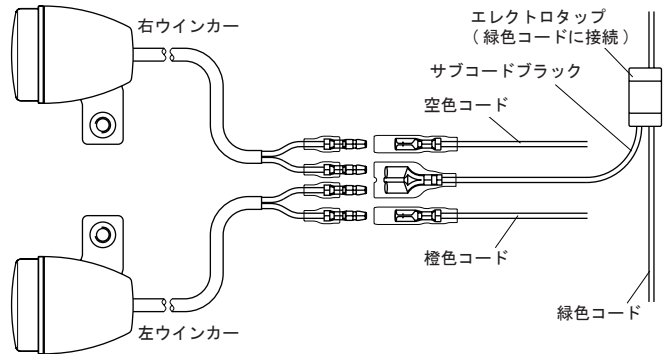 右ウインカー
エレクトロタップ
(緑色コードに接続)
サブコードブラック
空色コード
橙色コード
緑色コード
左ウインカー